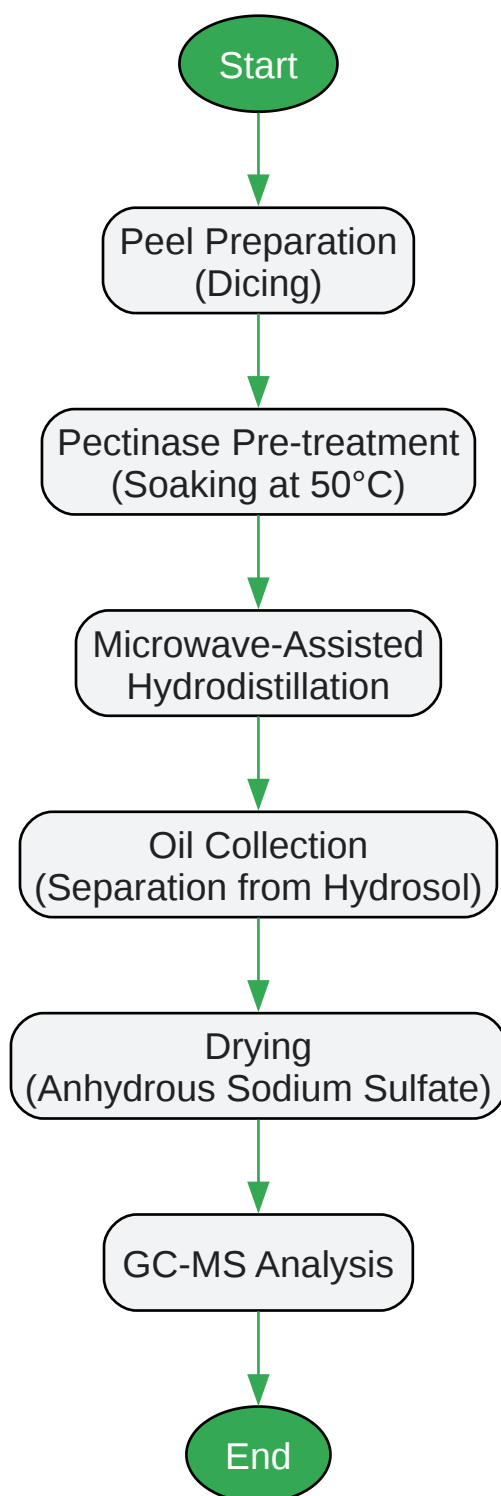 Start
Peel Preparation
(Dicing)
Pectinase Pre-treatment
(Soaking at 50°C)
Microwave-Assisted
Hydrodistillation
Oil Collection
(Separation from Hydrosol)
Drying
(Anhydrous Sodium Sulfate)
GC-MS Analysis
End